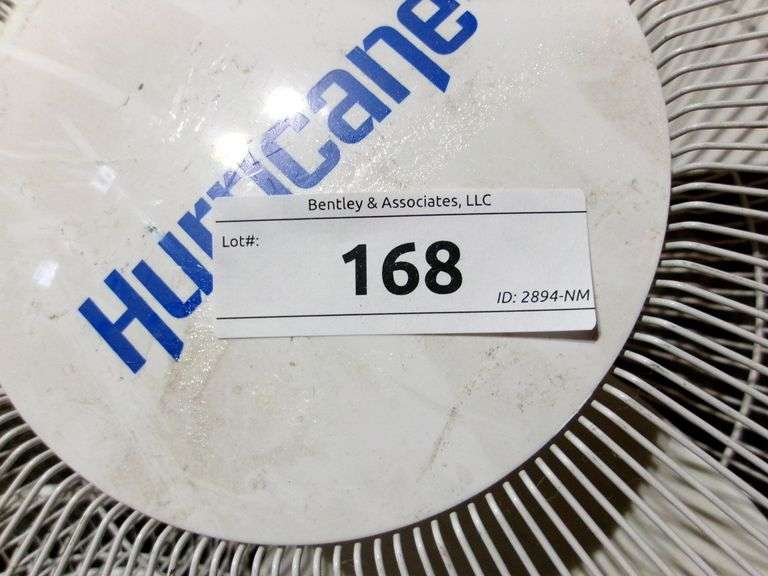 Hurricane
Bentley & Associates, LLC
Lot#:
168
ID: 2894-NM